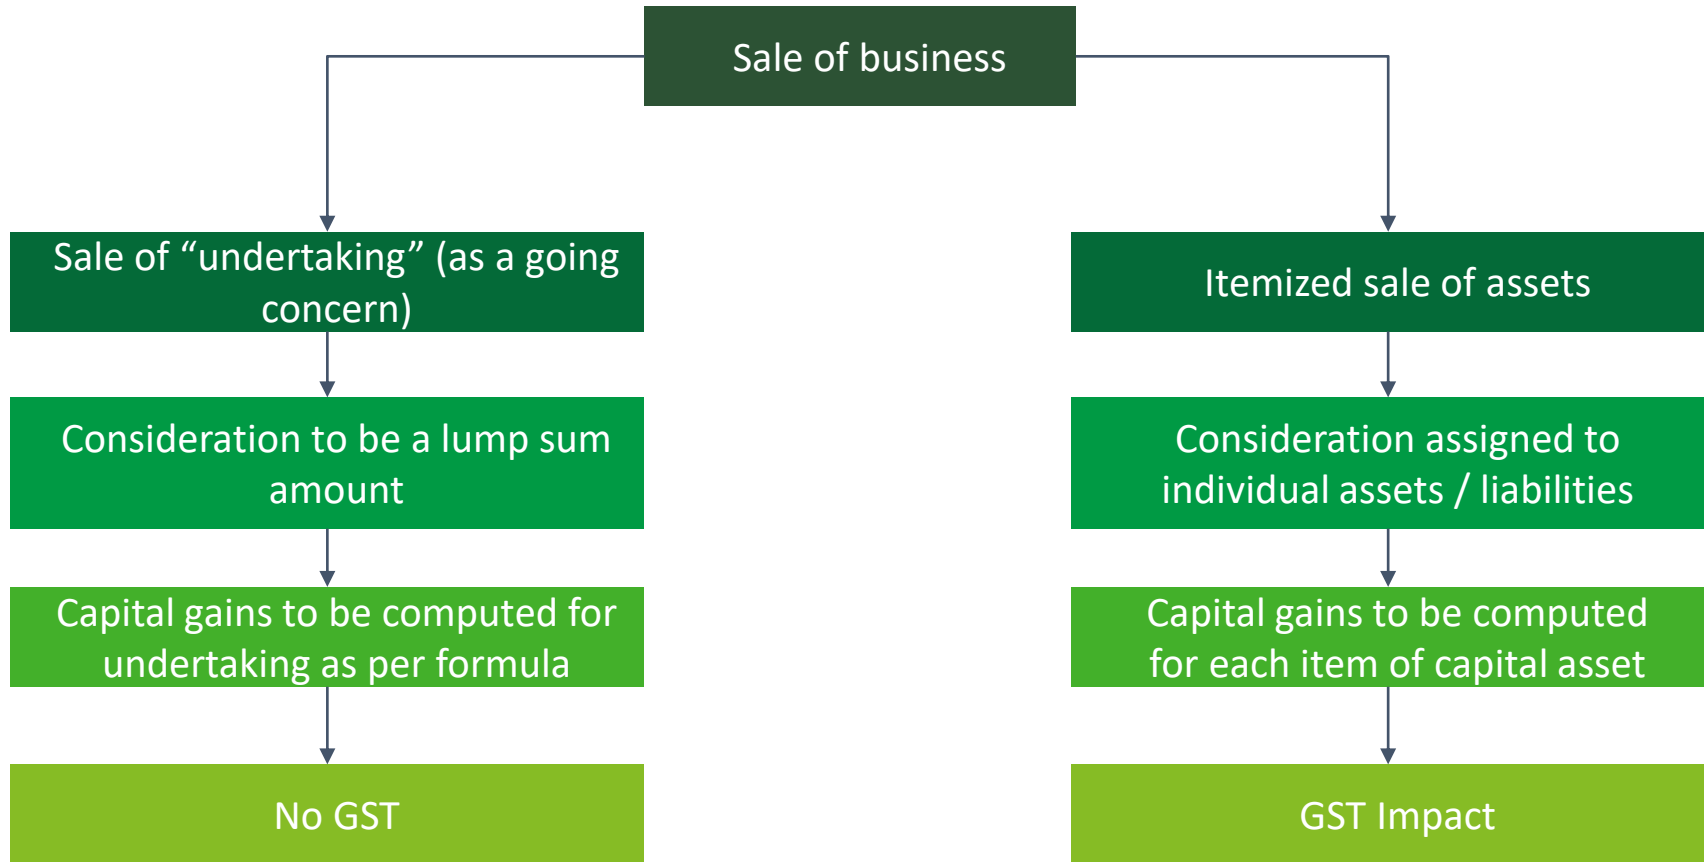 Sale of business
Sale of “undertaking” (as a going
concern)
Consideration to be a lump sum
amount
Capital gains to be computed for
undertaking as per formula
No GST
Itemized sale of assets
Consideration assigned to
individual assets / liabilities
Capital gains to be computed
for each item of capital asset
GST Impact